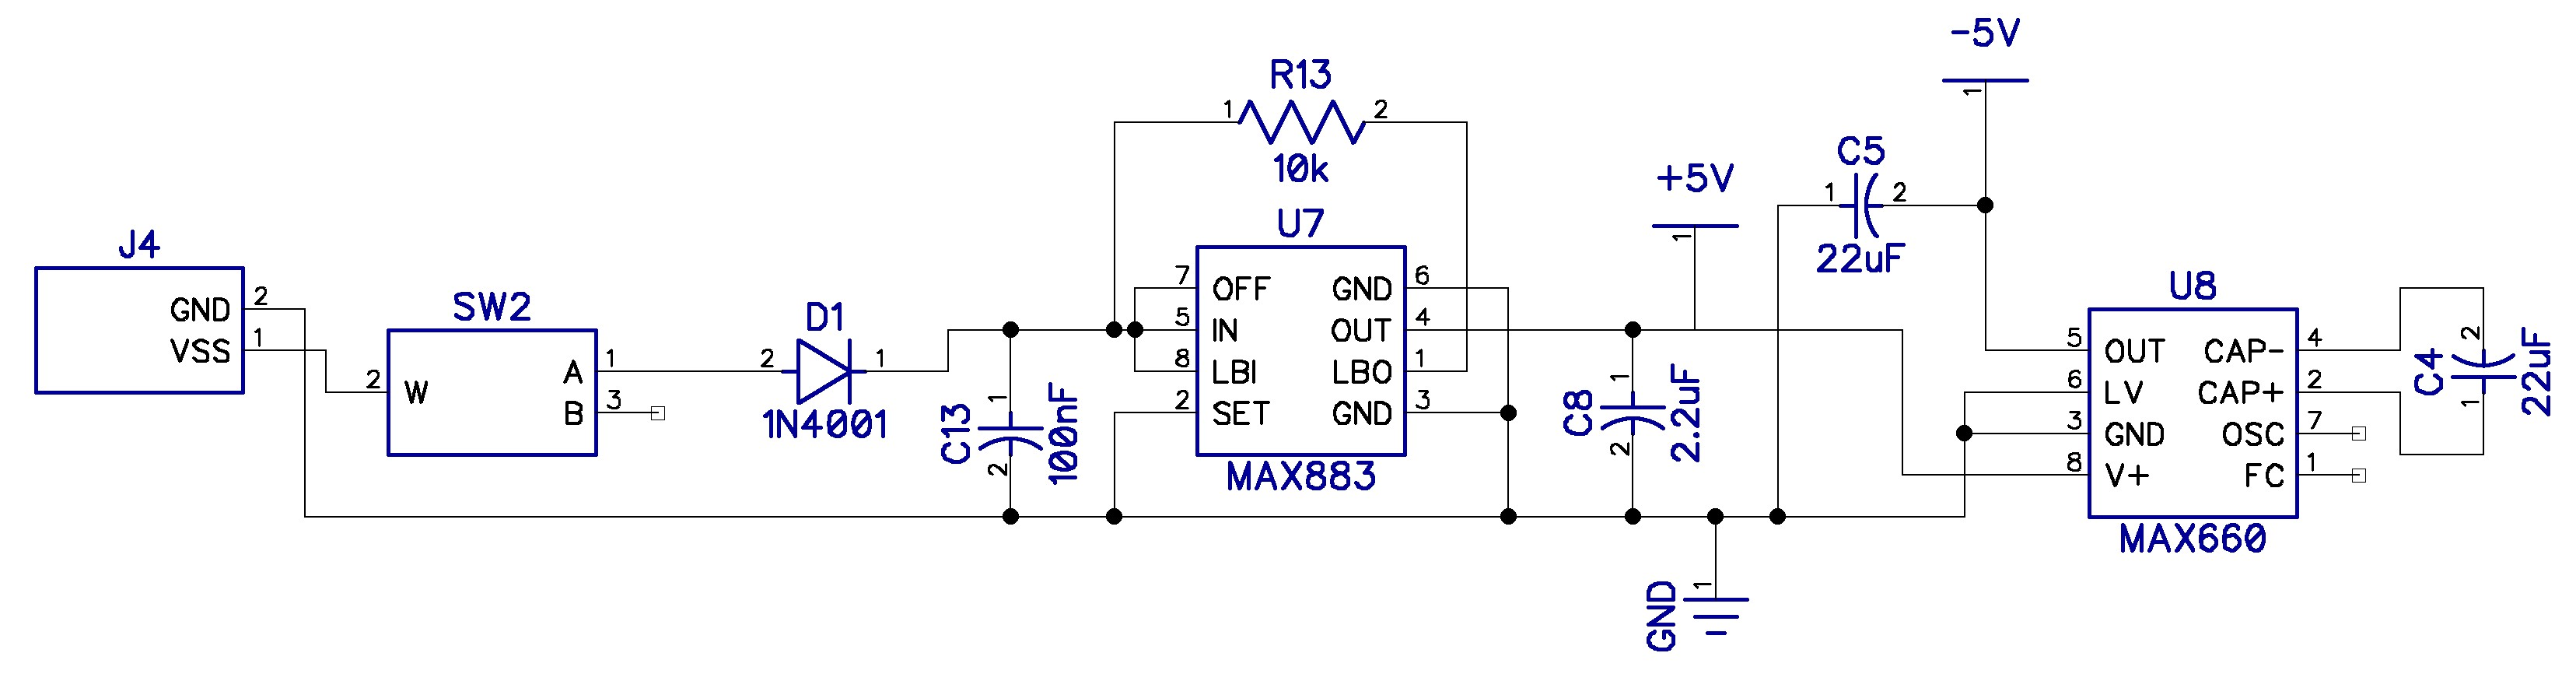 J4
GND 2
VSS 1
SW2
2 W
A 1
B 3
D1
2 1
1N4001
C13
1
2
100nF
R13
1 2
10k
U7
7 OFF GND 6
5 IN OUT 4
8 LBI LBO 1
2 SET GND 3
MAX883
C8
1
2
2.2uF
+5V
1
GND
1
C5
1 2
22uF
-5V
1
U8
5 OUT CAP- 4
6 LV CAP+ 2
3 GND OSC 7
8 V+ FC 1
MAX660
C4
2
1
22uF